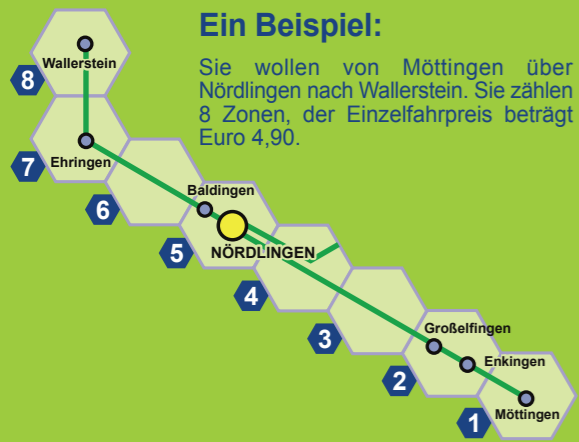 Ein Beispiel:
Sie wollen von Möttingen über
Nördlingen nach Wallerstein. Sie zählen
8 Zonen, der Einzelfahrpreis beträgt
Euro 4,90.
Wallerstein
8
Ehringen
7
6
Baldingen
5
NÖRDLINGEN
4
3
Großelfingen
2
Enkingen
1
Möttingen